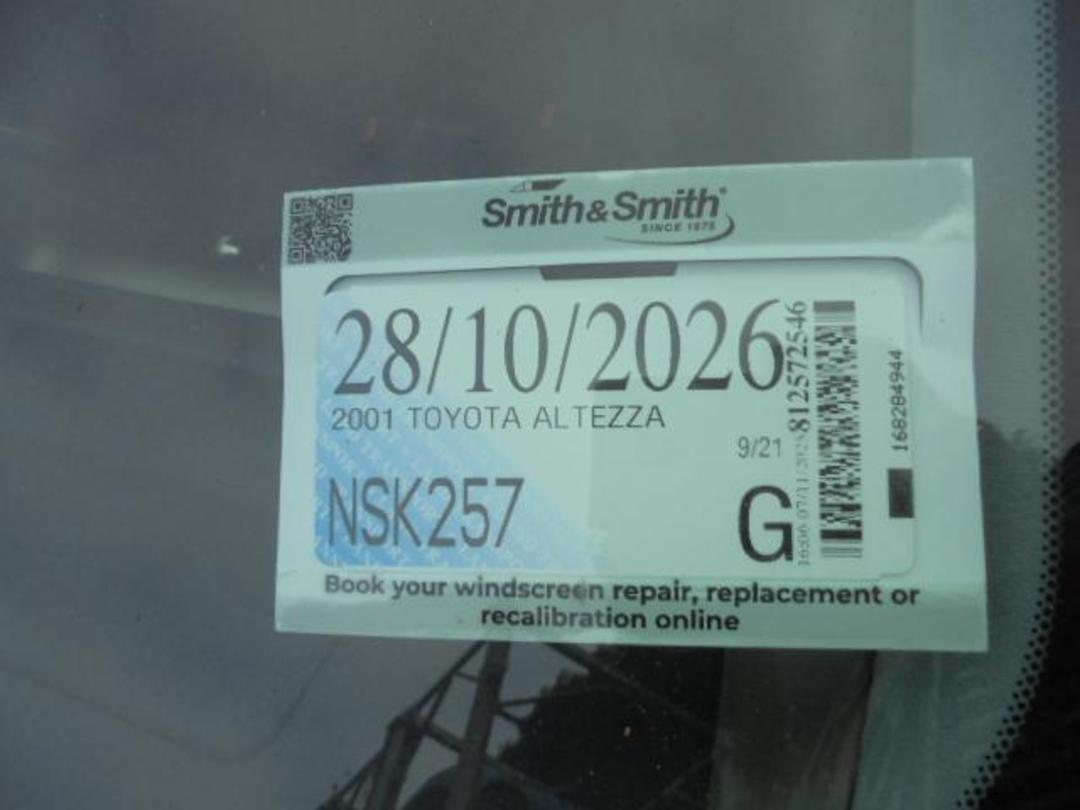 Smith&Smith®
SINCE 1975
28/10/2026
2001 TOYOTA ALTEZZA
9/21
NSK257
G
812572546
168284944
Book your windscreen repair, replacement or
recalibration online